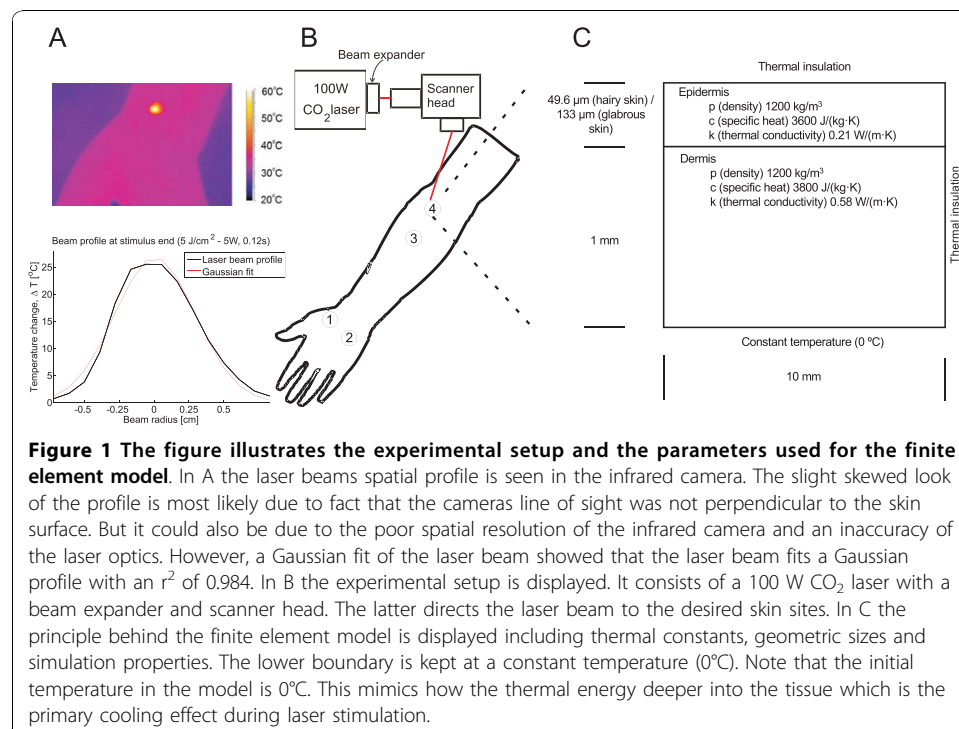 A
60°C
50°C
40°C
30°C
20°C
Beam profile at stimulus end (5 J/cm² - 5W, 0.12s)
Laser beam profile
Gaussian fit
Temperature change, Δ T [°C]
25
20
15
10
5
0
-0.5
-0.25
0
0.25
0.5
Beam radius [cm]
B
Beam expander
100W
CO₂laser
Scanner
head
4
3
1
2
C
Thermal insulation
49.6 µm (hairy skin) /
133 µm (glabrous
skin)
Epidermis
p (density) 1200 kg/m³
c (specific heat) 3600 J/(kg·K)
k (thermal conductivity) 0.21 W/(m·K)
Dermis
p (density) 1200 kg/m³
c (specific heat) 3800 J/(kg·K)
k (thermal conductivity) 0.58 W/(m·K)
1 mm
Thermal insulation
Constant temperature (0 ºC)
10 mm
Figure 1 The figure illustrates the experimental setup and the parameters used for the finite
element model. In A the laser beams spatial profile is seen in the infrared camera. The slight skewed look
of the profile is most likely due to fact that the cameras line of sight was not perpendicular to the skin
surface. But it could also be due to the poor spatial resolution of the infrared camera and an inaccuracy of
the laser optics. However, a Gaussian fit of the laser beam showed that the laser beam fits a Gaussian
profile with an r² of 0.984. In B the experimental setup is displayed. It consists of a 100 W CO₂ laser with a
beam expander and scanner head. The latter directs the laser beam to the desired skin sites. In C the
principle behind the finite element model is displayed including thermal constants, geometric sizes and
simulation properties. The lower boundary is kept at a constant temperature (0°C). Note that the initial
temperature in the model is 0°C. This mimics how the thermal energy deeper into the tissue which is the
primary cooling effect during laser stimulation.